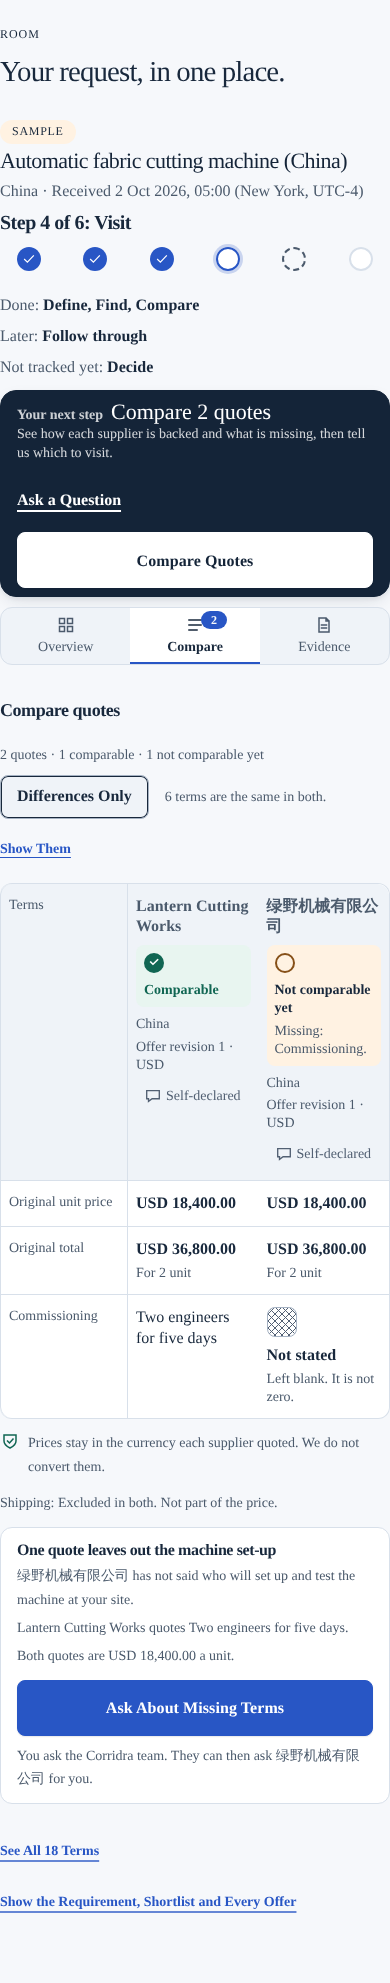 ROOM
Your request, in one place.
SAMPLE
Automatic fabric cutting machine (China)
China · Received 2 Oct 2026, 05:00 (New York, UTC-4)
Step 4 of 6: Visit
Done: Define, Find, Compare
Later: Follow through
Not tracked yet: Decide
Your next step Compare 2 quotes
See how each supplier is backed and what is missing, then tell
us which to visit.
Ask a Question
Compare Quotes
2
Overview
Compare
Evidence
Compare quotes
2 quotes · 1 comparable · 1 not comparable yet
Differences Only
6 terms are the same in both.
Show Them
Terms
Lantern Cutting
Works
Comparable
China
Offer revision 1 ·
USD
Self-declared
绿野机械有限公
司
Not comparable
yet
Missing:
Commissioning.
China
Offer revision 1 ·
USD
Self-declared
Original unit price
USD 18,400.00
USD 18,400.00
Original total
USD 36,800.00
For 2 unit
USD 36,800.00
For 2 unit
Commissioning
Two engineers
for five days
Not stated
Left blank. It is not
zero.
Prices stay in the currency each supplier quoted. We do not
convert them.
Shipping: Excluded in both. Not part of the price.
One quote leaves out the machine set-up
绿野机械有限公司 has not said who will set up and test the
machine at your site.
Lantern Cutting Works quotes Two engineers for five days.
Both quotes are USD 18,400.00 a unit.
Ask About Missing Terms
You ask the Corridra team. They can then ask 绿野机械有限
公司 for you.
See All 18 Terms
Show the Requirement, Shortlist and Every Offer